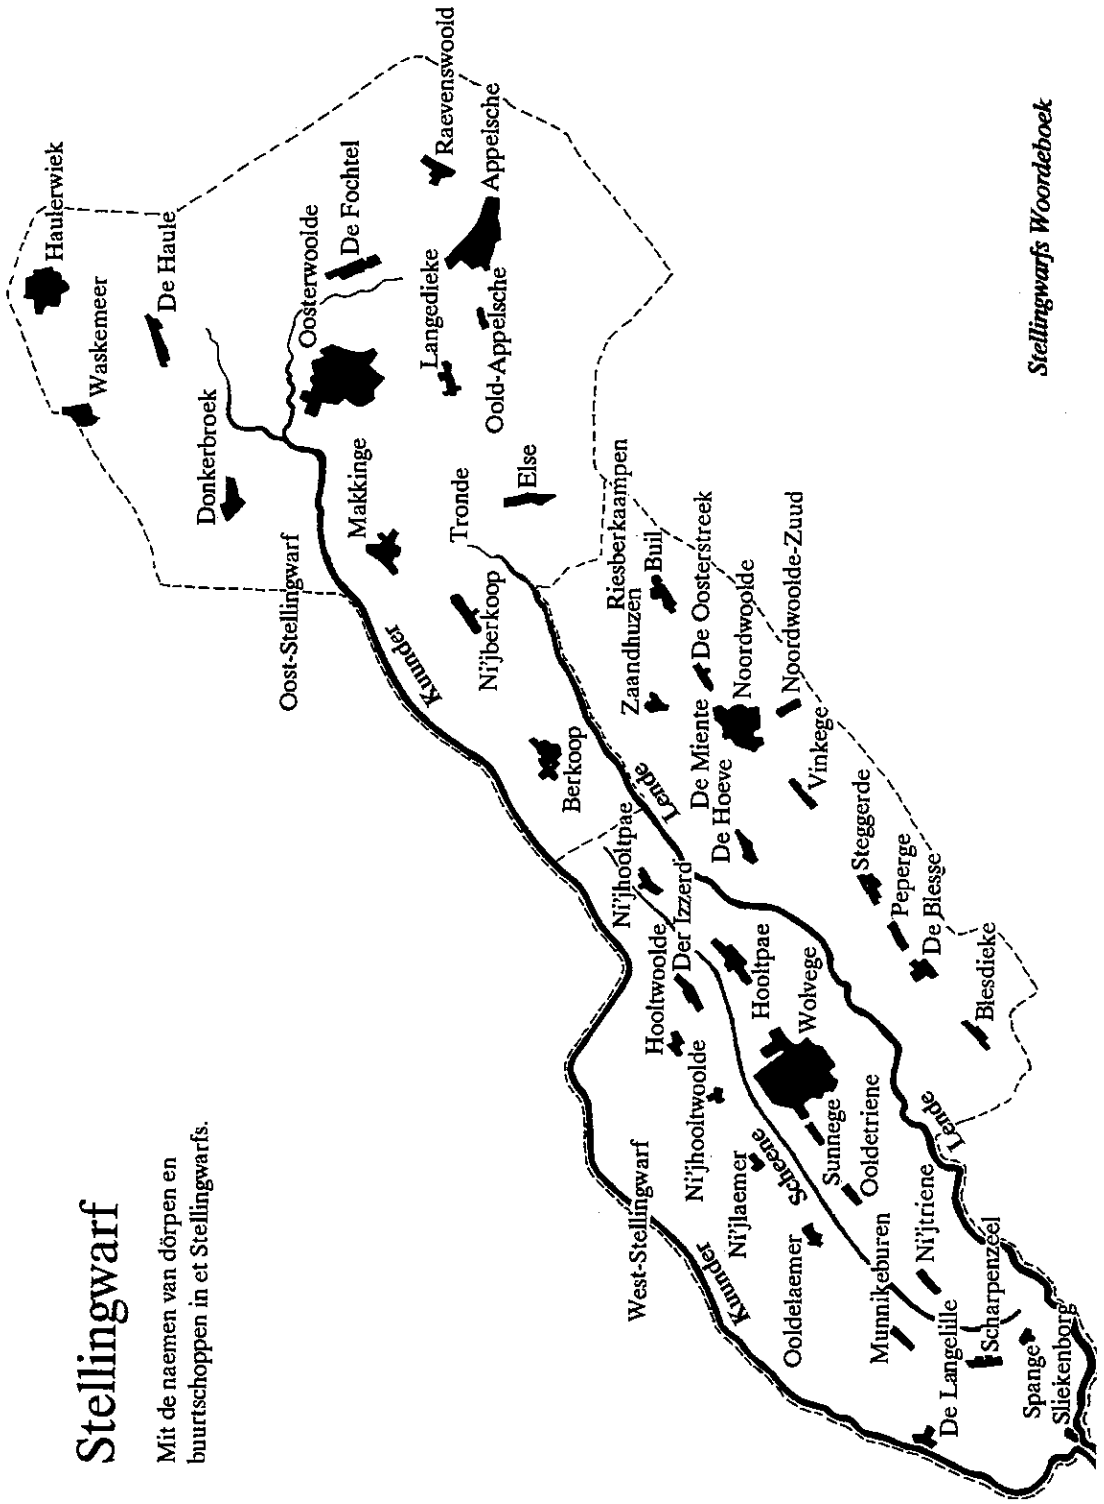 Stellingwarf
Mit de naemen van dörpen en
buurtschoppen in et Stellingwarfs.
Haulerwiek
Waskemeer
De Haule
Donkerbroek
Oosterwoolde
De Fochtel
Raevenswoold
Appelsche
Langedieke
Oold-Appelsche
Makkinge
Oost-Stellingwarf
Tronde
Else
Ni'jberkoop
Kuunder
Berkoop
Riesberkaampen
Buil
Zaandhuzen
De Oosterstreek
Noordwoolde
Noordwoolde-Zuud
De Miente
Vinkege
De Hoeve
Lende
Steggerde
Peperge
De Blesse
Blesdieke
Ni'jhooltpae
Der Izzerd
Hooltwoolde
Hooltpae
Wolvege
Ni'jhooltwoolde
Sunnege
Ooldetriene
Scheene
Ni'jlaemer
West-Stellingwarf
Kuunder
Ooldelaemer
Lende
Munnikeburen
Ni'jtriene
De Langelille
Scharpenzeel
Spange
Sliekenborg
Stellingwarfs Woordeboek